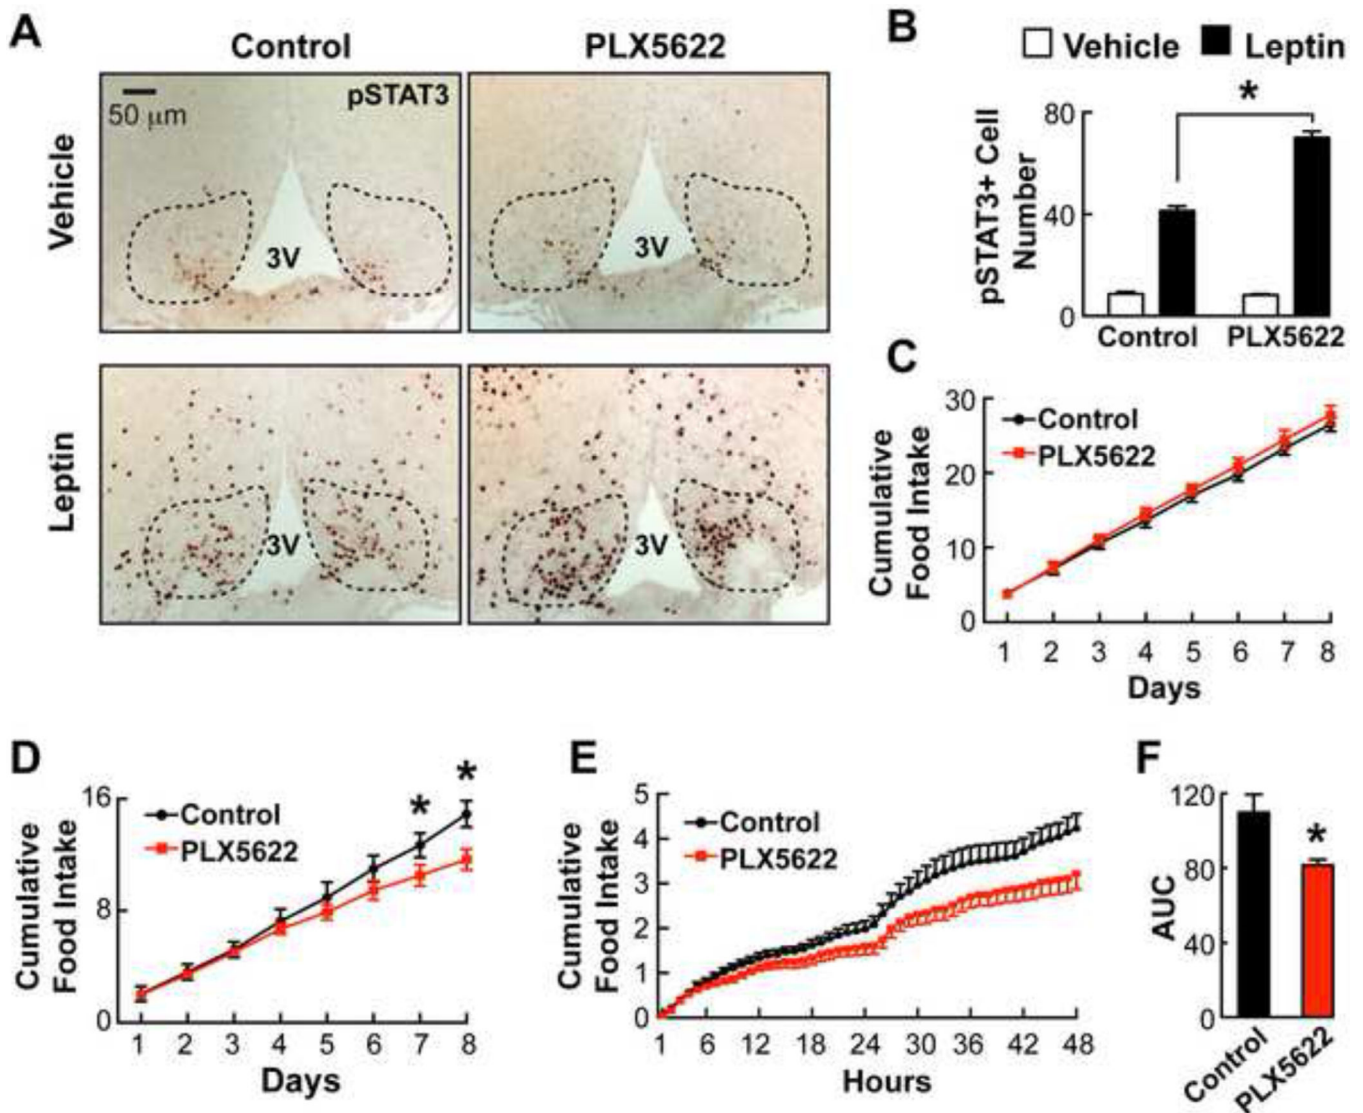 A
Control
PLX5622
Vehicle
50 μm
pSTAT3
3V
3V
Leptin
3V
3V
B
Vehicle Leptin
*
pSTAT3+ Cell
Number
80
40
0
Control PLX5622
C
Control
PLX5622
Cumulative
Food Intake
30
20
10
0
1 2 3 4 5 6 7 8
Days
D
Control
PLX5622
* *
Cumulative
Food Intake
16
8
0
1 2 3 4 5 6 7 8
Days
E
Control
PLX5622
Cumulative
Food Intake
5
4
3
2
1
0
1 6 12 18 24 30 36 42 48
Hours
F
*
AUC
120
80
40
0
Control
PLX5622